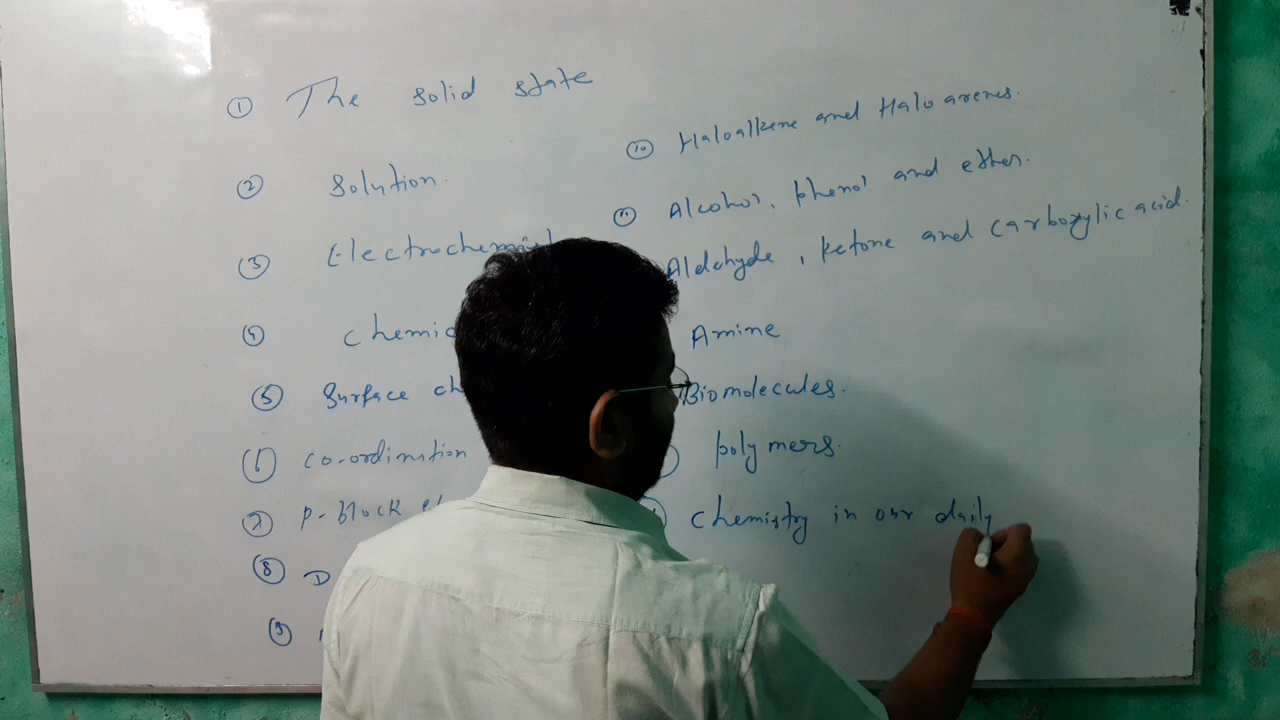 ① The solid state
② Solution.
③ Electrochemist
④ chemic
⑤ Surface ch
⑥ co-ordination
⑦ P-Block el
⑧ D
⑨
⑩ Haloalkene and Haloarenes.
⑪ Alcohol, phenol and ether.
Aldehyde, ketone and carboxylic acid.
Amine
Biomolecules.
polymers.
chemistry in our daily